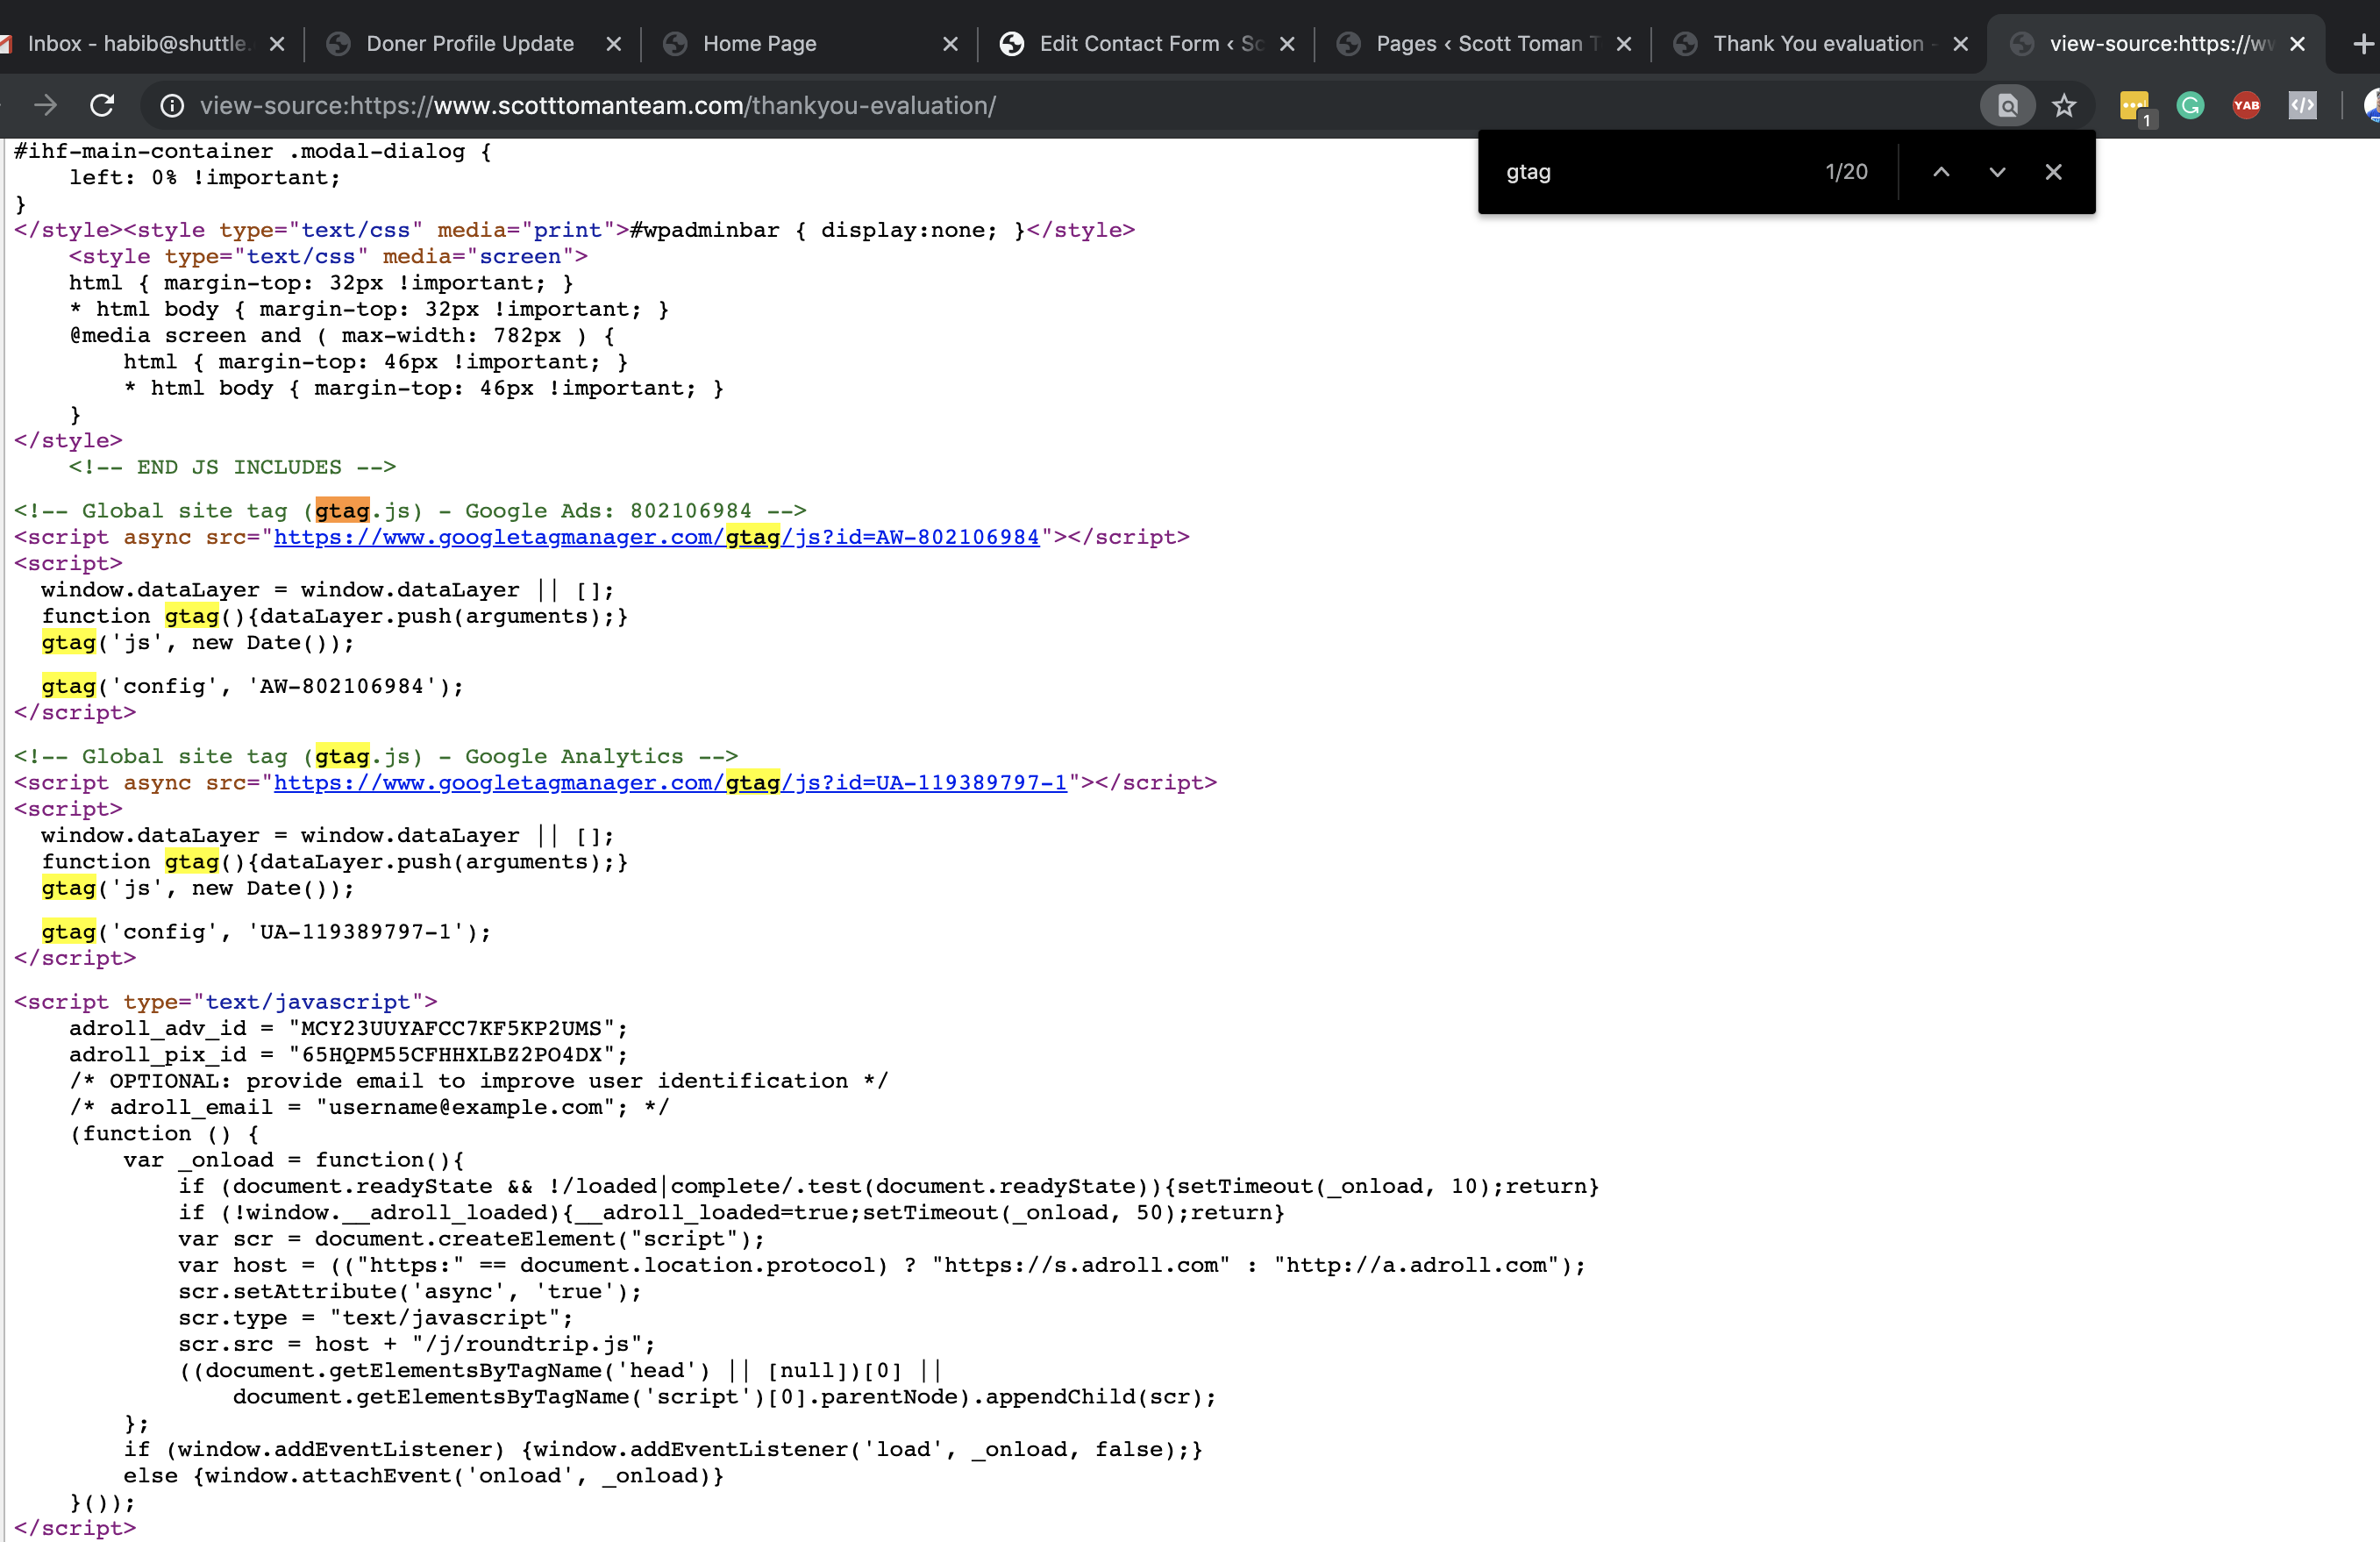 Inbox - habib@shuttle.
Doner Profile Update
Home Page
Edit Contact Form ‹ Sc
Pages ‹ Scott Toman T
Thank You evaluation -
view-source:https://ww
view-source:https://www.scotttomanteam.com/thankyou-evaluation/
1
G
YAB
</>
gtag 1/20
#ihf-main-container .modal-dialog {
    left: 0% !important;
}
</style><style type="text/css" media="print">#wpadminbar { display:none; }</style>
    <style type="text/css" media="screen">
    html { margin-top: 32px !important; }
    * html body { margin-top: 32px !important; }
    @media screen and ( max-width: 782px ) {
        html { margin-top: 46px !important; }
        * html body { margin-top: 46px !important; }
    }
</style>
    <!-- END JS INCLUDES -->
<!-- Global site tag (gtag.js) - Google Ads: 802106984 -->
<script async src="https://www.googletagmanager.com/gtag/js?id=AW-802106984"></script>
<script>
  window.dataLayer = window.dataLayer || [];
  function gtag(){dataLayer.push(arguments);}
  gtag('js', new Date());
  gtag('config', 'AW-802106984');
</script>
<!-- Global site tag (gtag.js) - Google Analytics -->
<script async src="https://www.googletagmanager.com/gtag/js?id=UA-119389797-1"></script>
<script>
  window.dataLayer = window.dataLayer || [];
  function gtag(){dataLayer.push(arguments);}
  gtag('js', new Date());
  gtag('config', 'UA-119389797-1');
</script>
<script type="text/javascript">
    adroll_adv_id = "MCY23UUYAFCC7KF5KP2UMS";
    adroll_pix_id = "65HQPM55CFHHXLBZ2PO4DX";
    /* OPTIONAL: provide email to improve user identification */
    /* adroll_email = "username@example.com"; */
    (function () {
        var _onload = function(){
            if (document.readyState && !/loaded|complete/.test(document.readyState)){setTimeout(_onload, 10);return}
            if (!window.__adroll_loaded){__adroll_loaded=true;setTimeout(_onload, 50);return}
            var scr = document.createElement("script");
            var host = (("https:" == document.location.protocol) ? "https://s.adroll.com" : "http://a.adroll.com");
            scr.setAttribute('async', 'true');
            scr.type = "text/javascript";
            scr.src = host + "/j/roundtrip.js";
            ((document.getElementsByTagName('head') || [null])[0] ||
                document.getElementsByTagName('script')[0].parentNode).appendChild(scr);
        };
        if (window.addEventListener) {window.addEventListener('load', _onload, false);}
        else {window.attachEvent('onload', _onload)}
    }());
</script>